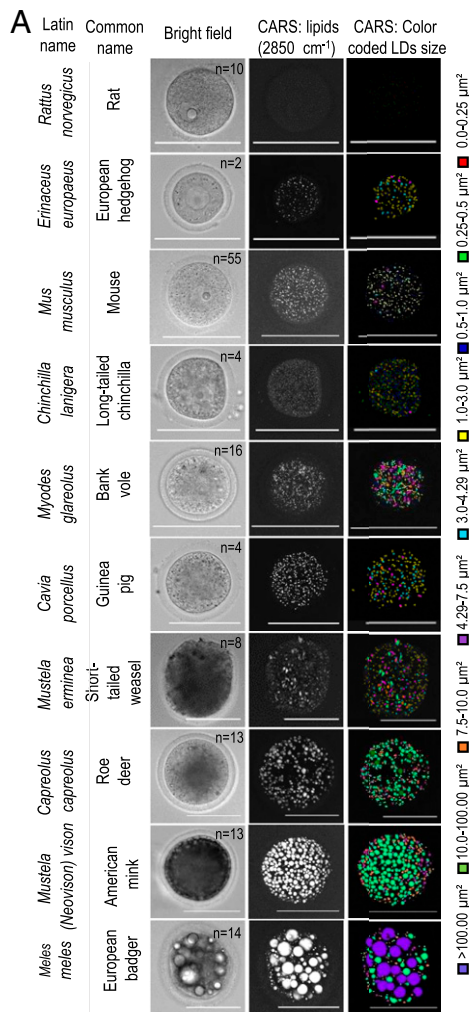 A
Latin name
Common name
Bright field
CARS: lipids (2850 cm⁻¹)
CARS: Color coded LDs size
Rattus norvegicus
Rat
n=10
Erinaceus europaeus
European hedgehog
n=2
Mus musculus
Mouse
n=55
Chinchilla lanigera
Long-tailed chinchilla
n=4
Myodes glareolus
Bank vole
n=16
Cavia porcellus
Guinea pig
n=4
Mustela erminea
Short-tailed weasel
n=8
Capreolus capreolus
Roe deer
n=13
Mustela (Neovison) vison
American mink
n=13
Meles meles
European badger
n=14
>100.00 µm²
10.0-100.00 µm²
7.5-10.0 µm²
4.29-7.5 µm²
3.0-4.29 µm²
1.0-3.0 µm²
0.5-1.0 µm²
0.25-0.5 µm²
0.0-0.25 µm²